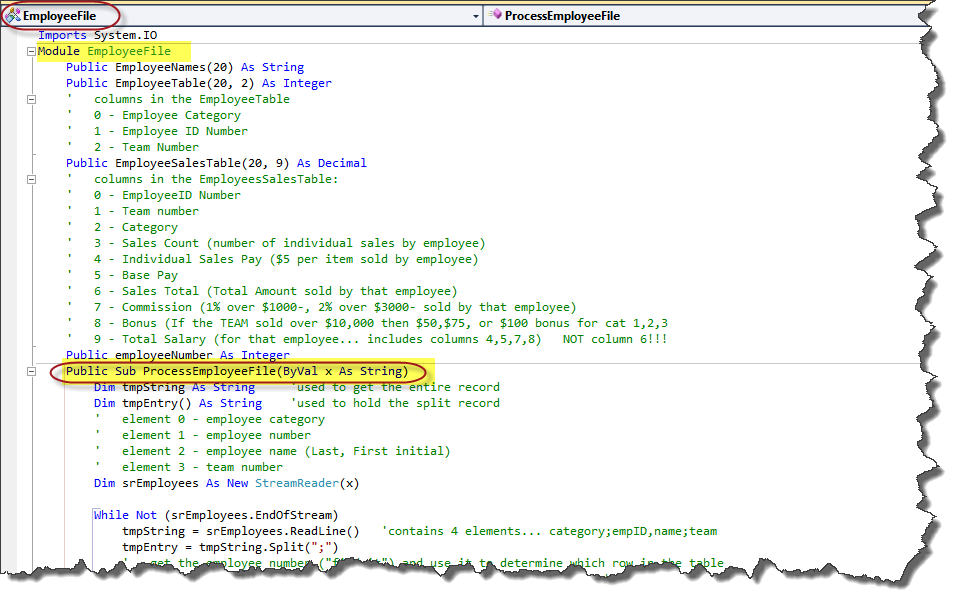 EmployeeFile ProcessEmployeeFile
Imports System.IO
Module EmployeeFile
Public EmployeeNames(20) As String
Public EmployeeTable(20, 2) As Integer
' columns in the EmployeeTable
' 0 - Employee Category
' 1 - Employee ID Number
' 2 - Team Number
Public EmployeeSalesTable(20, 9) As Decimal
' columns in the EmployeesSalesTable:
' 0 - EmployeeID Number
' 1 - Team number
' 2 - Category
' 3 - Sales Count (number of individual sales by employee)
' 4 - Individual Sales Pay ($5 per item sold by employee)
' 5 - Base Pay
' 6 - Sales Total (Total Amount sold by that employee)
' 7 - Commission (1% over $1000-, 2% over $3000- sold by that employee)
' 8 - Bonus (If the TEAM sold over $10,000 then $50,$75, or $100 bonus for cat 1,2,3
' 9 - Total Salary (for that employee... includes columns 4,5,7,8) NOT column 6!!!
Public employeeNumber As Integer
Public Sub ProcessEmployeeFile(ByVal x As String)
Dim tmpString As String 'used to get the entire record
Dim tmpEntry() As String 'used to hold the split record
' element 0 - employee category
' element 1 - employee number
' element 2 - employee name (Last, First initial)
' element 3 - team number
Dim srEmployees As New StreamReader(x)
While Not (srEmployees.EndOfStream)
tmpString = srEmployees.ReadLine() 'contains 4 elements... category;empID,name;team
tmpEntry = tmpString.Split(";")
' get the employee number and use it to determine which row in the table